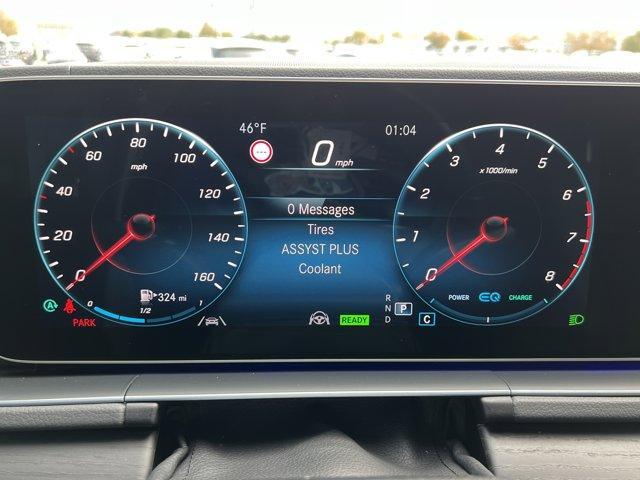 46°F
01:04
0 mph
0 Messages
Tires
ASSYST PLUS
Coolant
0 20 40 60 80 100 120 140 160
mph
324 mi
0 1/2 1
A
PARK
READY
R
N
P
D
C
0 1 2 3 4 5 6 7 8
x1000/min
POWER EQ CHARGE